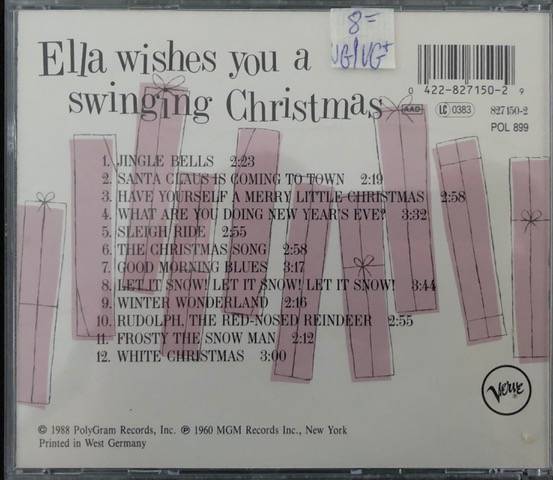 8=
VG/VG+
Ella wishes you a
swinging Christmas
0 422-827150-2 9
AAD LC 0383 827150-2
POL 899
1. JINGLE BELLS 2:23
2. SANTA CLAUS IS COMING TO TOWN 2:19
3. HAVE YOURSELF A MERRY LITTLE CHRISTMAS 2:58
4. WHAT ARE YOU DOING NEW YEAR'S EVE? 3:32
5. SLEIGH RIDE 2:55
6. THE CHRISTMAS SONG 2:58
7. GOOD MORNING BLUES 3:17
8. LET IT SNOW! LET IT SNOW! LET IT SNOW! 3:44
9. WINTER WONDERLAND 2:16
10. RUDOLPH, THE RED-NOSED REINDEER 2:55
11. FROSTY THE SNOW MAN 2:12
12. WHITE CHRISTMAS 3:00
Verve
© 1988 PolyGram Records, Inc. ℗ 1960 MGM Records Inc., New York
Printed in West Germany